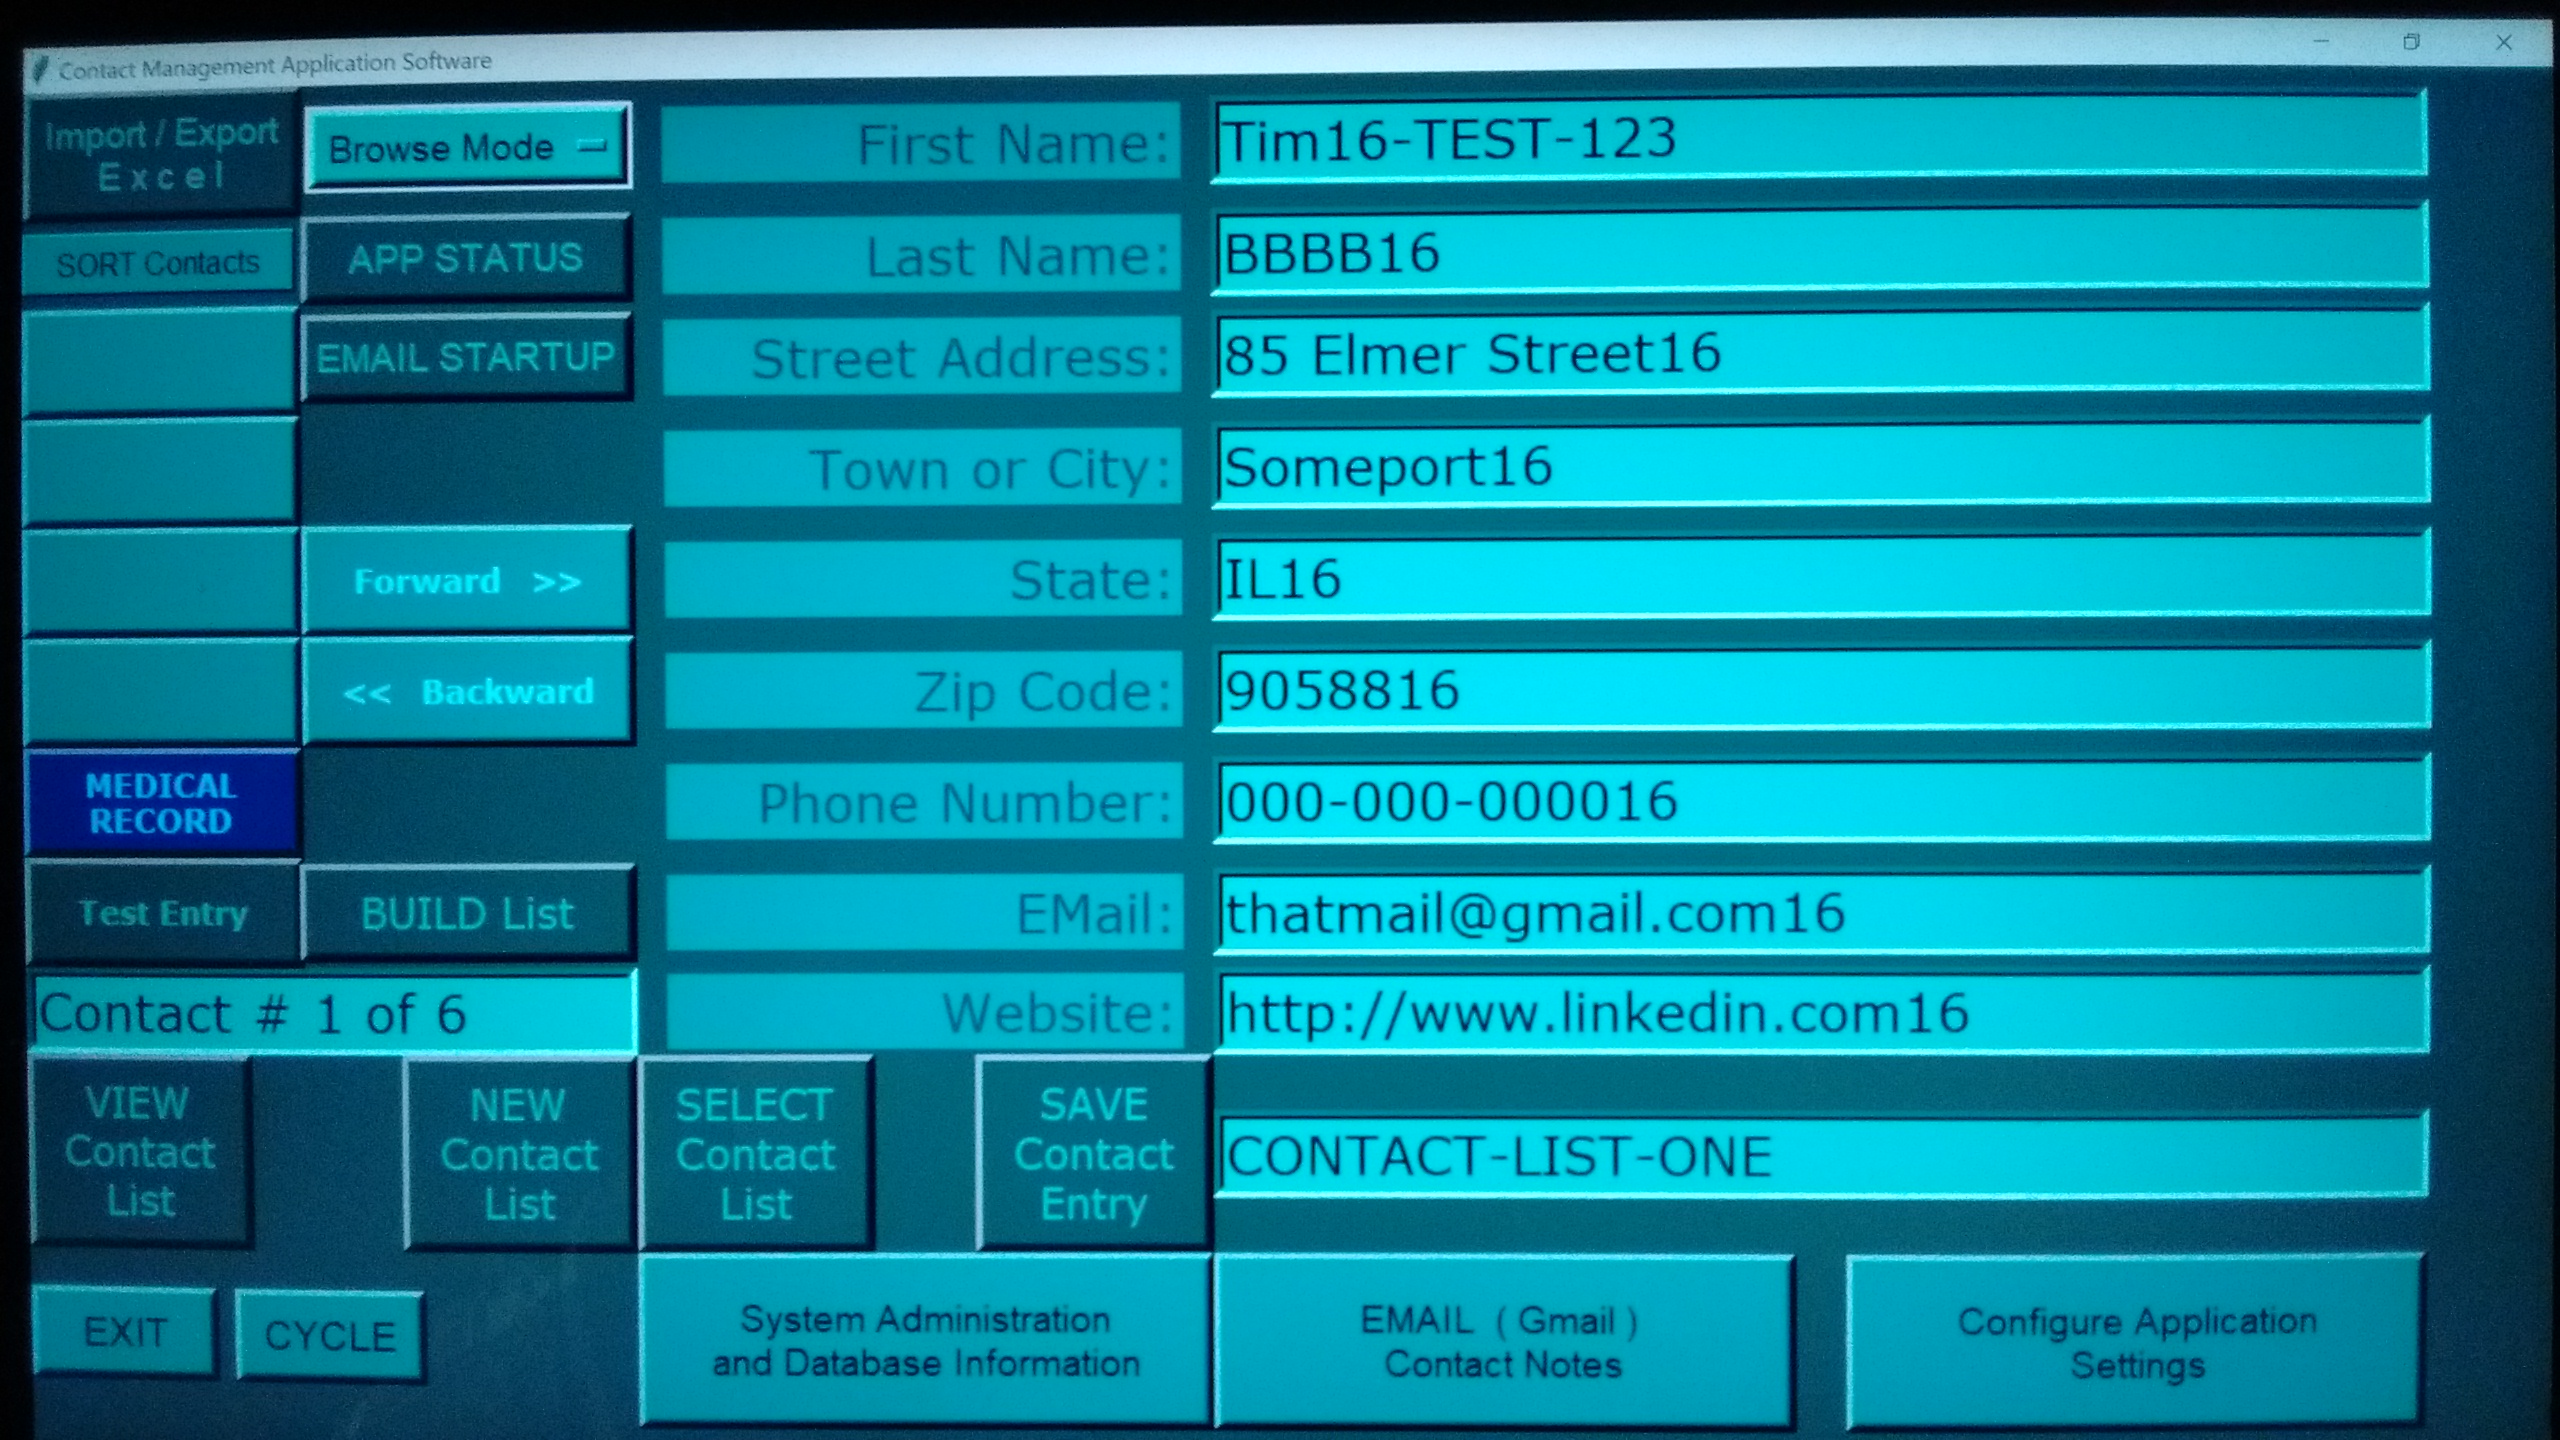 Contact Management Application Software
Import / Export
Excel
Browse Mode
First Name:
Tim16-TEST-123
SORT Contacts
APP STATUS
Last Name:
BBBB16
EMAIL STARTUP
Street Address:
85 Elmer Street16
Town or City:
Someport16
Forward >>
State:
IL16
<< Backward
Zip Code:
9058816
MEDICAL
RECORD
Phone Number:
000-000-000016
Test Entry
BUILD List
EMail:
thatmail@gmail.com16
Contact # 1 of 6
Website:
http://www.linkedin.com16
VIEW
Contact
List
NEW
Contact
List
SELECT
Contact
List
SAVE
Contact
Entry
CONTACT-LIST-ONE
EXIT
CYCLE
System Administration
and Database Information
EMAIL ( Gmail )
Contact Notes
Configure Application
Settings